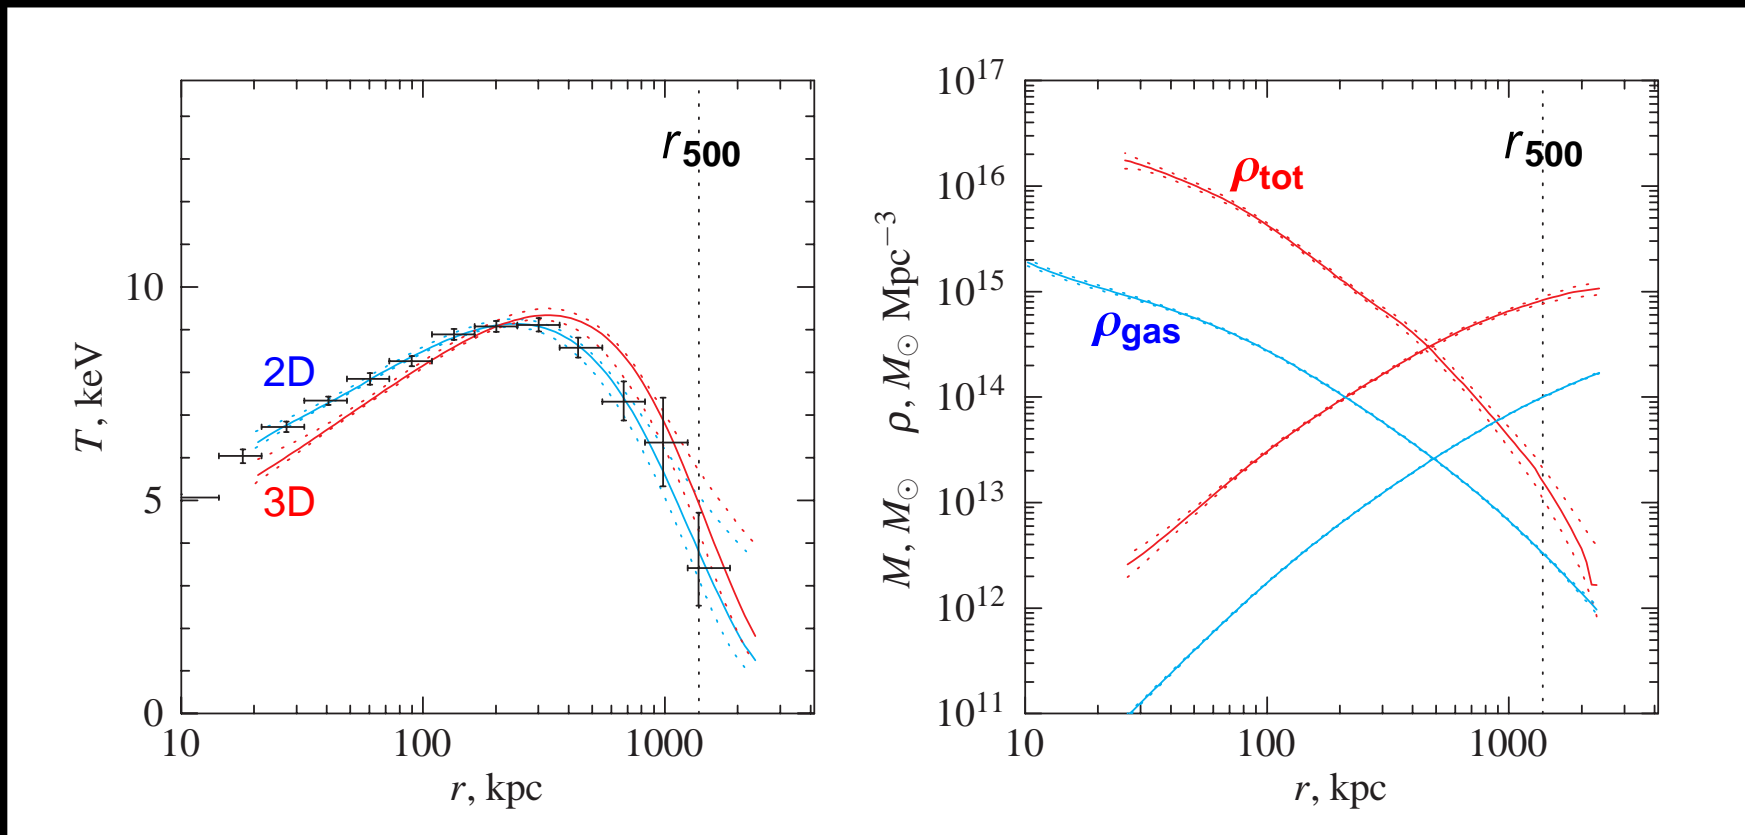 r500
2D
3D
10
5
0
10
100
1000
T, keV
r, kpc
r500
ρtot
ρgas
10^17
10^16
10^15
10^14
10^13
10^12
10^11
10
100
1000
M, M⊙ ρ, M⊙ Mpc^−3
r, kpc